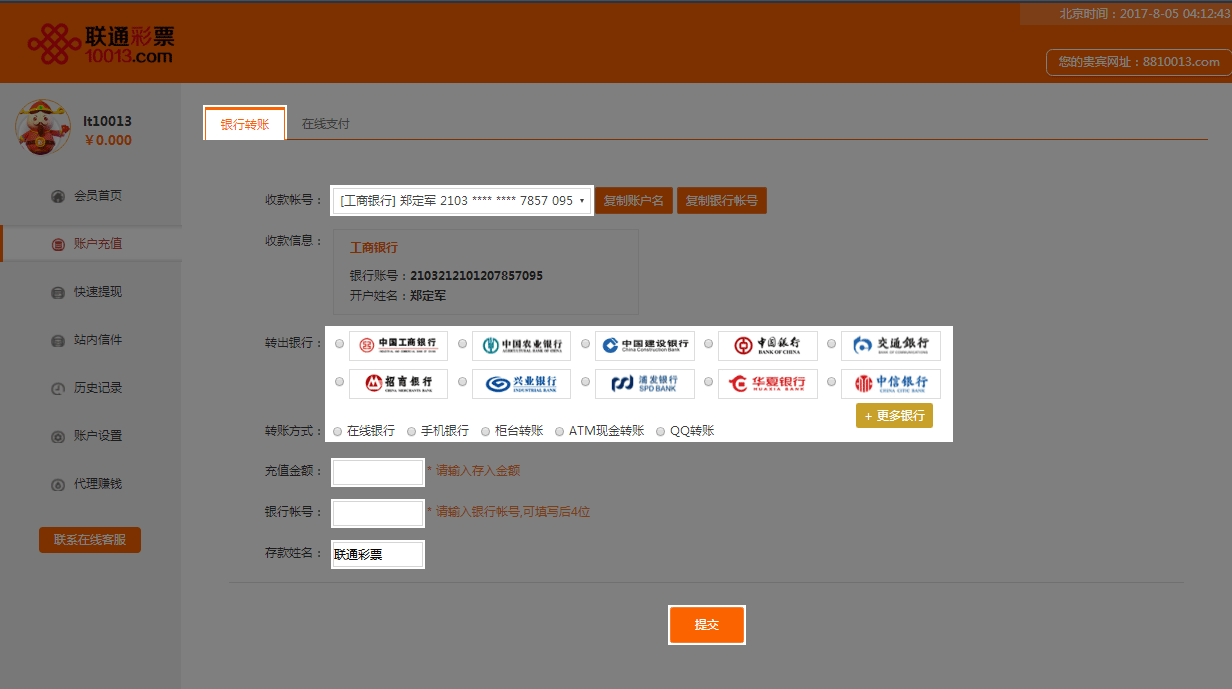 北京时间：2017-8-05 04:12:43
联通彩票
10013.com
您的贵宾网址：8810013.com
lt10013
￥0.000
银行转账
在线支付
会员首页
账户充值
快速提现
站内信件
历史记录
账户设置
代理赚钱
联系在线客服
收款帐号：
[工商银行] 郑定军 2103 **** **** 7857 095
复制账户名
复制银行帐号
收款信息：
工商银行
银行账号：2103212101207857095
开户姓名：郑定军
转出银行：
中国工商银行
中国农业银行
AGRICULTURAL BANK OF CHINA
中国建设银行
China Construction Bank
中国银行
BANK OF CHINA
交通银行
BANK OF COMMUNICATIONS
招商银行
CHINA MERCHANTS BANK
兴业银行
INDUSTRIAL BANK
浦发银行
SPD BANK
华夏银行
HUAXIA BANK
中信银行
CHINA CITIC BANK
+ 更多银行
转账方式：
在线银行
手机银行
柜台转账
ATM现金转账
QQ转账
充值金额：
* 请输入存入金额
银行帐号：
* 请输入银行帐号,可填写后4位
存款姓名：
联通彩票
提交